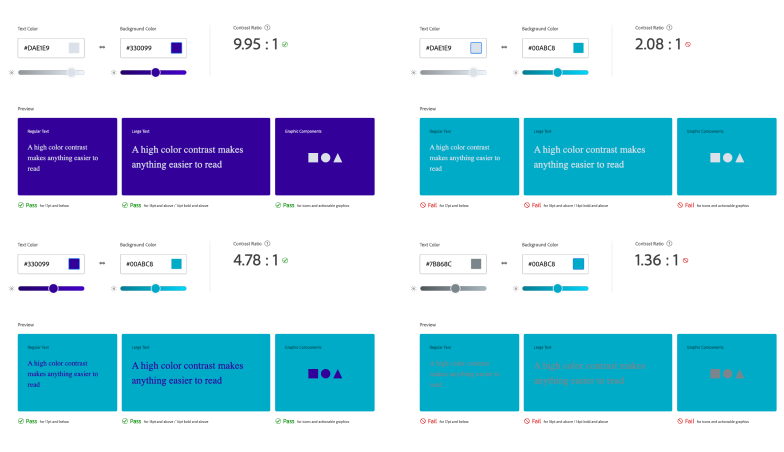 Text Color
Background Color
Contrast Ratio
#DAE1E9
#330099
9.95 : 1
Preview
Regular Text
A high color contrast
makes anything easier to
read
Large Text
A high color contrast makes
anything easier to read
Graphic Components
Pass for 17pt and below
Pass for 18pt and above / 14pt bold and above
Pass for icons and actionable graphics
Text Color
Background Color
Contrast Ratio
#DAE1E9
#00ABC8
2.08 : 1
Preview
Regular Text
A high color contrast
makes anything easier to
read
Large Text
A high color contrast makes
anything easier to read
Graphic Components
Fail for 17pt and below
Fail for 18pt and above / 14pt bold and above
Fail for icons and actionable graphics
Text Color
Background Color
Contrast Ratio
#330099
#00ABC8
4.78 : 1
Preview
Regular Text
A high color contrast
makes anything easier to
read
Large Text
A high color contrast makes
anything easier to read
Graphic Components
Pass for 17pt and below
Pass for 18pt and above / 14pt bold and above
Pass for icons and actionable graphics
Text Color
Background Color
Contrast Ratio
#7B868C
#00ABC8
1.36 : 1
Preview
Regular Text
A high color contrast
makes anything easier to
read
Large Text
A high color contrast makes
anything easier to read
Graphic Components
Fail for 17pt and below
Fail for 18pt and above / 14pt bold and above
Fail for icons and actionable graphics